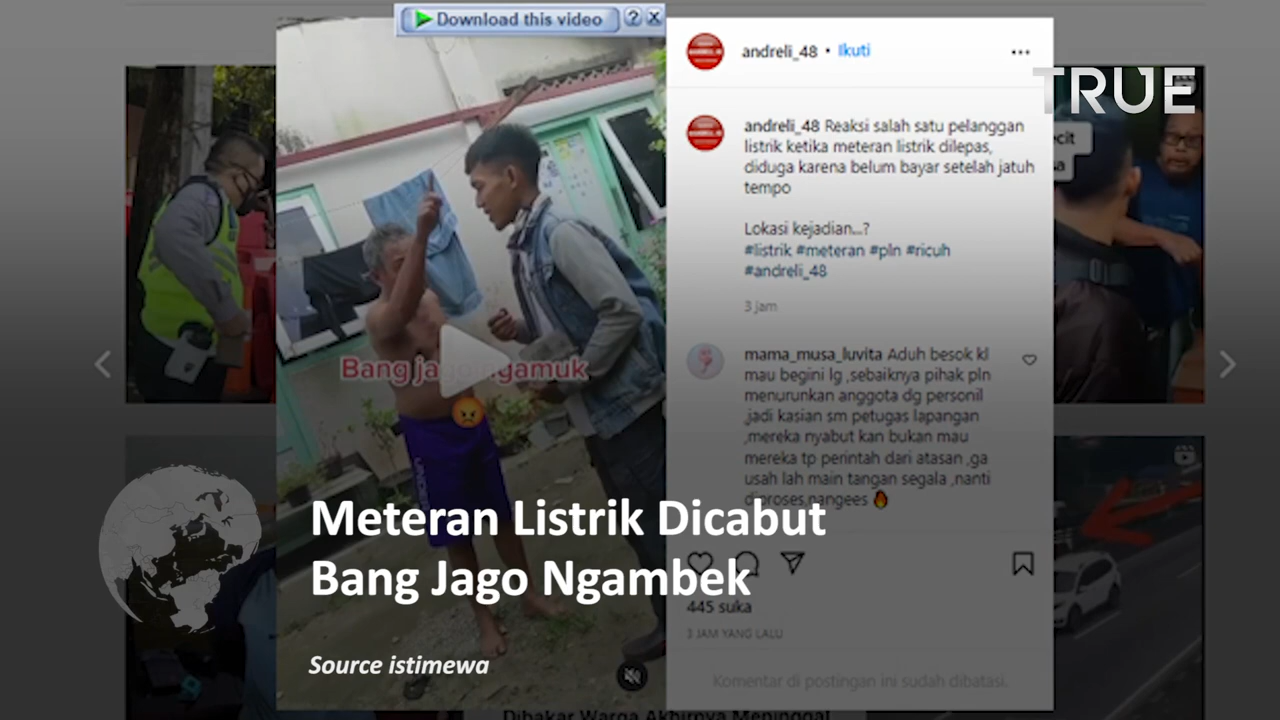 Download this video ? X
andreli_48 • Ikuti
TRUE
andreli_48 Reaksi salah satu pelanggan
listrik ketika meteran listrik dilepas,
diduga karena belum bayar setelah jatuh
tempo
Lokasi kejadian...?
#listrik #meteran #pln #ricuh
#andreli_48
3 jam
mama_musa_luvita Aduh besok kl
mau begini lg ,sebaiknya pihak pln
menurunkan anggota dg personil
,jadi kasian sm petugas lapangan
,mereka nyabut kan bukan mau
mereka tp perintah dari atasan ,ga
usah lah main tangan segala ,nanti
diproses,nangees 🔥
Bang jago ngamuk
😡
Meteran Listrik Dicabut
Bang Jago Ngambek
Source istimewa
445 suka
3 JAM YANG LALU
Komentar di postingan ini sudah dibatasi.
Dibakar Warga Akhirnya Meninggal